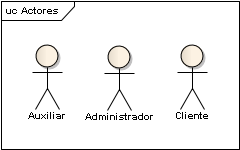 uc Actores
Auxiliar
Administrador
Cliente